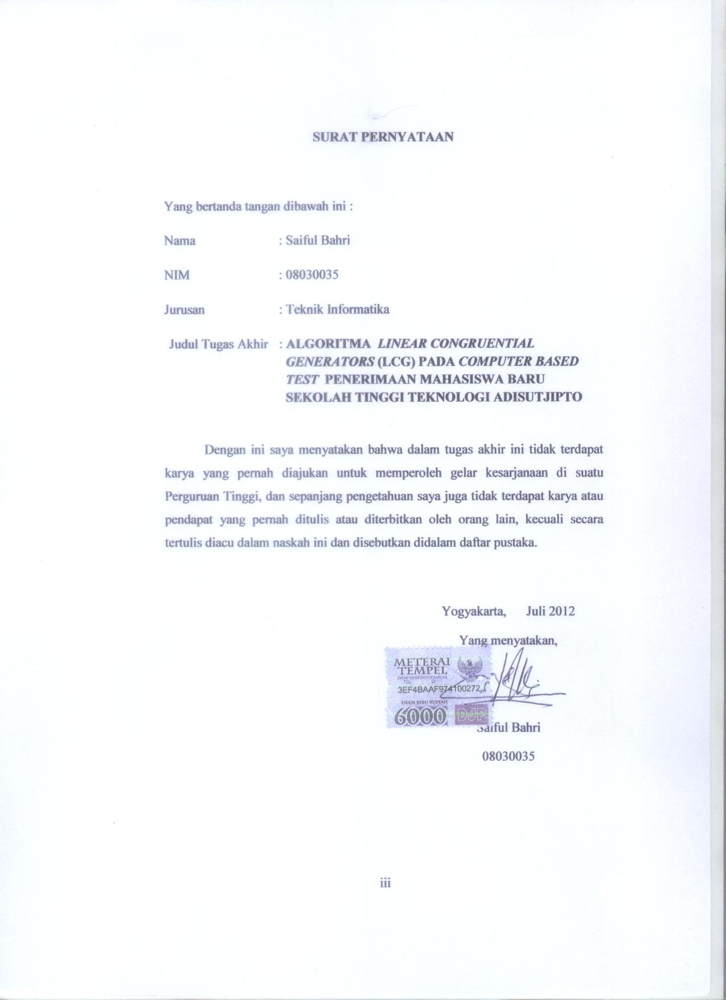 SURAT PERNYATAAN
Yang bertanda tangan dibawah ini :
Nama : Saiful Bahri
NIM : 08030035
Jurusan : Teknik Informatika
Judul Tugas Akhir : ALGORITMA LINEAR CONGRUENTIAL
GENERATORS (LCG) PADA COMPUTER BASED
TEST PENERIMAAN MAHASISWA BARU
SEKOLAH TINGGI TEKNOLOGI ADISUTJIPTO
Dengan ini saya menyatakan bahwa dalam tugas akhir ini tidak terdapat
karya yang pernah diajukan untuk memperoleh gelar kesarjanaan di suatu
Perguruan Tinggi, dan sepanjang pengetahuan saya juga tidak terdapat karya atau
pendapat yang pernah ditulis atau diterbitkan oleh orang lain, kecuali secara
tertulis diacu dalam naskah ini dan disebutkan didalam daftar pustaka.
Yogyakarta, Juli 2012
Yang menyatakan,
METERAI
TEMPEL
PAJAK MEMBANGUN BANGSA
TGL. 20
3EF4BAAF974100272
ENAM RIBU RUPIAH
6000 DJP
Saiful Bahri
08030035
iii